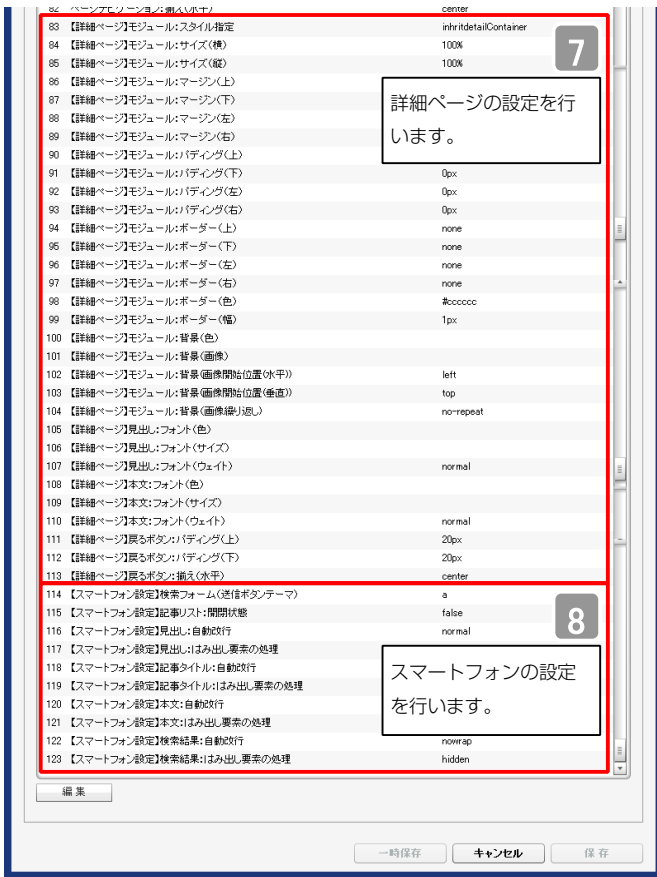 82 ページナビゲーション:揃え(水平) center
83 【詳細ページ】モジュール:スタイル指定 inhritdetailContainer
84 【詳細ページ】モジュール:サイズ(横) 100%
7
85 【詳細ページ】モジュール:サイズ(縦) 100%
86 【詳細ページ】モジュール:マージン(上)
87 【詳細ページ】モジュール:マージン(下)
詳細ページの設定を行
88 【詳細ページ】モジュール:マージン(左)
89 【詳細ページ】モジュール:マージン(右)
います。
90 【詳細ページ】モジュール:パディング(上)
91 【詳細ページ】モジュール:パディング(下) 0px
92 【詳細ページ】モジュール:パディング(左) 0px
93 【詳細ページ】モジュール:パディング(右) 0px
94 【詳細ページ】モジュール:ボーダー(上) none
95 【詳細ページ】モジュール:ボーダー(下) none
96 【詳細ページ】モジュール:ボーダー(左) none
97 【詳細ページ】モジュール:ボーダー(右) none
98 【詳細ページ】モジュール:ボーダー(色) #cccccc
99 【詳細ページ】モジュール:ボーダー(幅) 1px
100 【詳細ページ】モジュール:背景(色)
101 【詳細ページ】モジュール:背景(画像)
102 【詳細ページ】モジュール:背景(画像開始位置(水平)) left
103 【詳細ページ】モジュール:背景(画像開始位置(垂直)) top
104 【詳細ページ】モジュール:背景(画像繰り返し) no-repeat
105 【詳細ページ】見出し:フォント(色)
106 【詳細ページ】見出し:フォント(サイズ)
107 【詳細ページ】見出し:フォント(ウェイト) normal
108 【詳細ページ】本文:フォント(色)
109 【詳細ページ】本文:フォント(サイズ)
110 【詳細ページ】本文:フォント(ウェイト) normal
111 【詳細ページ】戻るボタン:パディング(上) 20px
112 【詳細ページ】戻るボタン:パディング(下) 20px
113 【詳細ページ】戻るボタン:揃え(水平) center
114 【スマートフォン設定】検索フォーム(送信ボタンテーマ) a
115 【スマートフォン設定】記事リスト:開閉状態 false
8
116 【スマートフォン設定】見出し:自動改行 normal
117 【スマートフォン設定】見出し:はみ出し要素の処理
118 【スマートフォン設定】記事タイトル:自動改行
スマートフォンの設定
119 【スマートフォン設定】記事タイトル:はみ出し要素の処理
120 【スマートフォン設定】本文:自動改行
を行います。
121 【スマートフォン設定】本文:はみ出し要素の処理
122 【スマートフォン設定】検索結果:自動改行 nowrap
123 【スマートフォン設定】検索結果:はみ出し要素の処理 hidden
編集
一時保存 キャンセル 保存